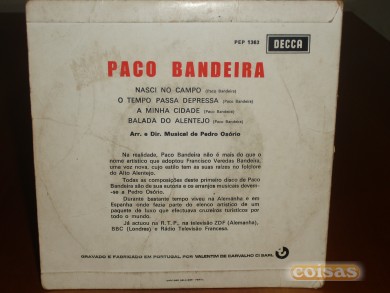 PEP 1383
DECCA
PACO BANDEIRA
NASCI NO CAMPO (Paco Bandeira)
O TEMPO PASSA DEPRESSA (Paco Bandeira)
A MINHA CIDADE (Paco Bandeira)
BALADA DO ALENTEJO (Paco Bandeira)
Arr. e Dir. Musical de Pedro Osório
Na realidade, Paco Bandeira não é mais do que o
nome artístico que adoptou Francisco Veredas Bandeira,
uma voz nova, cujo estilo tem as suas raízes no folclore
do Alto Alentejo.
Todas as composições deste primeiro disco de Paco
Bandeira são de sua autoria e os arranjos musicais devem-
-se a Pedro Osório.
Durante bastante tempo viveu na Alemanha e em
Espanha onde fazia parte do elenco artístico de um
paquete de luxo que efectuava cruzeiros turísticos por
todo o mundo.
Já actuou na R. T. P., na televisão ZDF (Alemanha),
BBC (Londres) e Rádio Televisão Francesa.
GRAVADO E FABRICADO EM PORTUGAL POR VALENTIM DE CARVALHO CI SARL
coisas